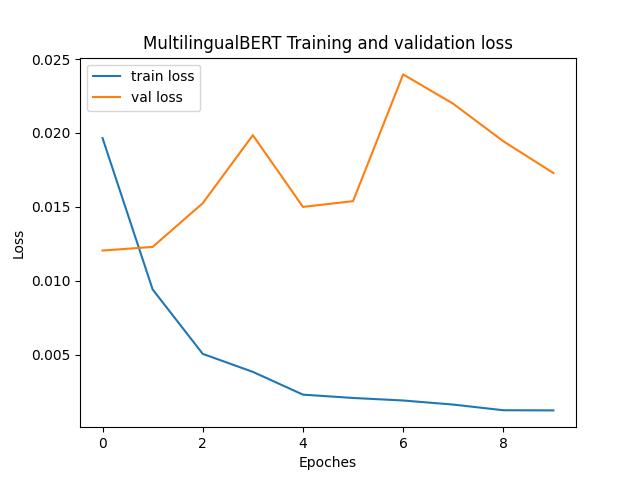 MultilingualBERT Training and validation loss
train loss
val loss
0.025
0.020
0.015
0.010
0.005
Loss
0 2 4 6 8
Epoches